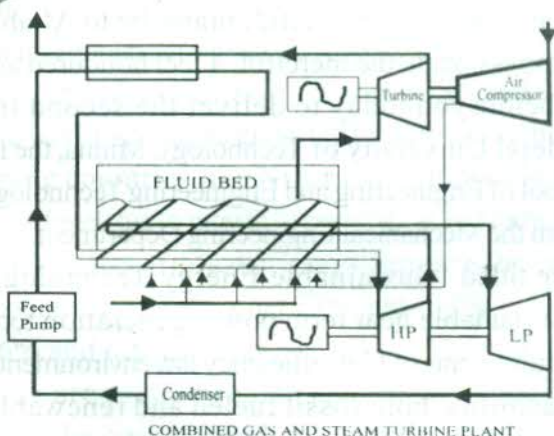 Turbine
Air
Compressor
FLUID BED
Feed
Pump
HP
LP
Condenser
COMBINED GAS AND STEAM TURBINE PLANT